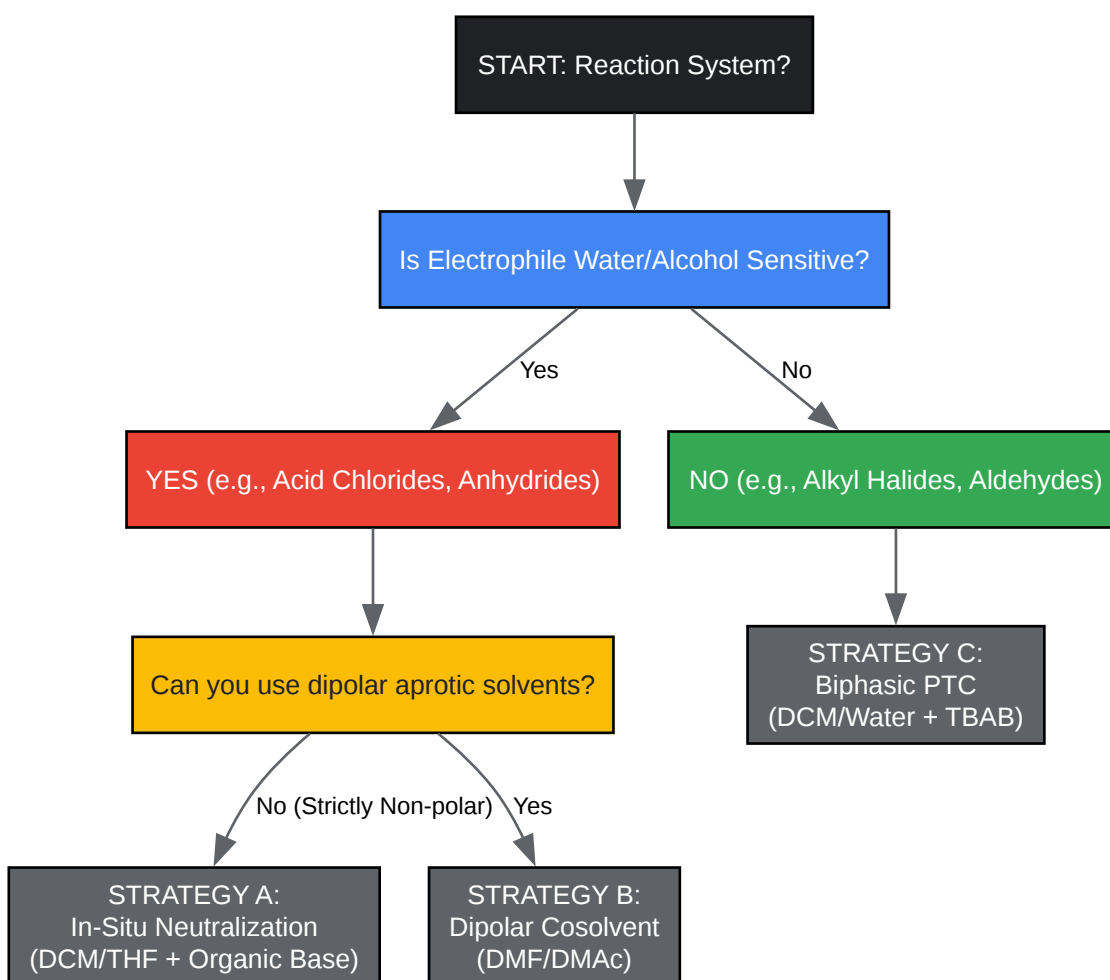 START: Reaction System?
Is Electrophile Water/Alcohol Sensitive?
Yes
No
YES (e.g., Acid Chlorides, Anhydrides)
NO (e.g., Alkyl Halides, Aldehydes)
Can you use dipolar aprotic solvents?
STRATEGY C:
Biphasic PTC
(DCM/Water + TBAB)
No (Strictly Non-polar)
Yes
STRATEGY A:
In-Situ Neutralization
(DCM/THF + Organic Base)
STRATEGY B:
Dipolar Cosolvent
(DMF/DMAc)